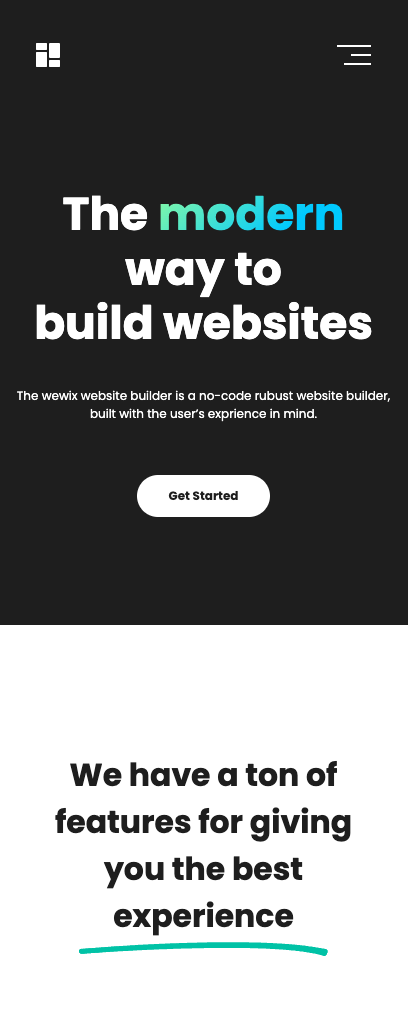 The modern
way to
build websites
The wewix website builder is a no-code rubust website builder,
built with the user’s exprience in mind.
Get Started
We have a ton of
features for giving
you the best
experience